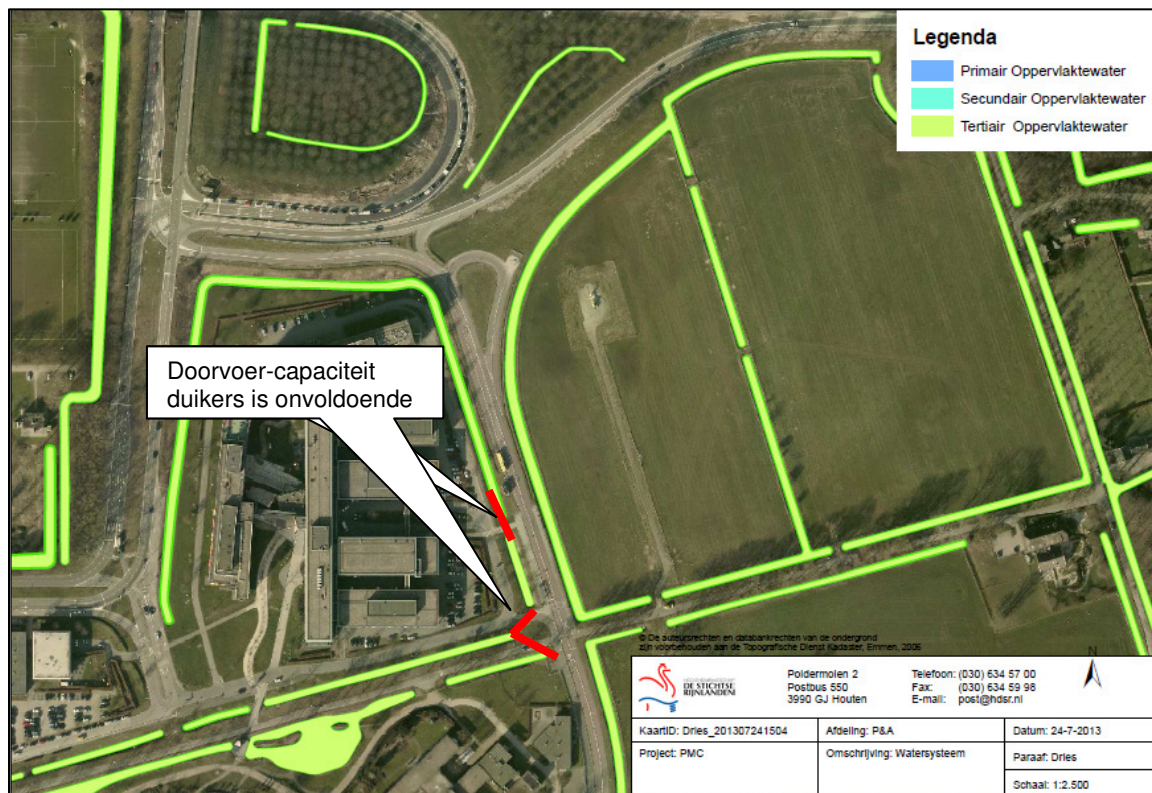 Legenda
Primair Oppervlaktewater
Secundair Oppervlaktewater
Tertiair Oppervlaktewater
Doorvoer-capaciteit
duikers is onvoldoende
© De auteursrechten en databankrechten van de ondergrond
zijn voorbehouden aan de Topografische Dienst Kadaster, Emmen, 2006
N
DE STICHTSE
RIJNLANDEN
Poldermolen 2
Postbus 550
3990 GJ Houten
Telefoon: (030) 634 57 00
Fax: (030) 634 59 98
E-mail: post@hdsr.nl
KaartID: Dries_201307241504
Afdeling: P&A
Datum: 24-7-2013
Project: PMC
Omschrijving: Watersysteem
Paraaf: Dries
Schaal: 1:2.500